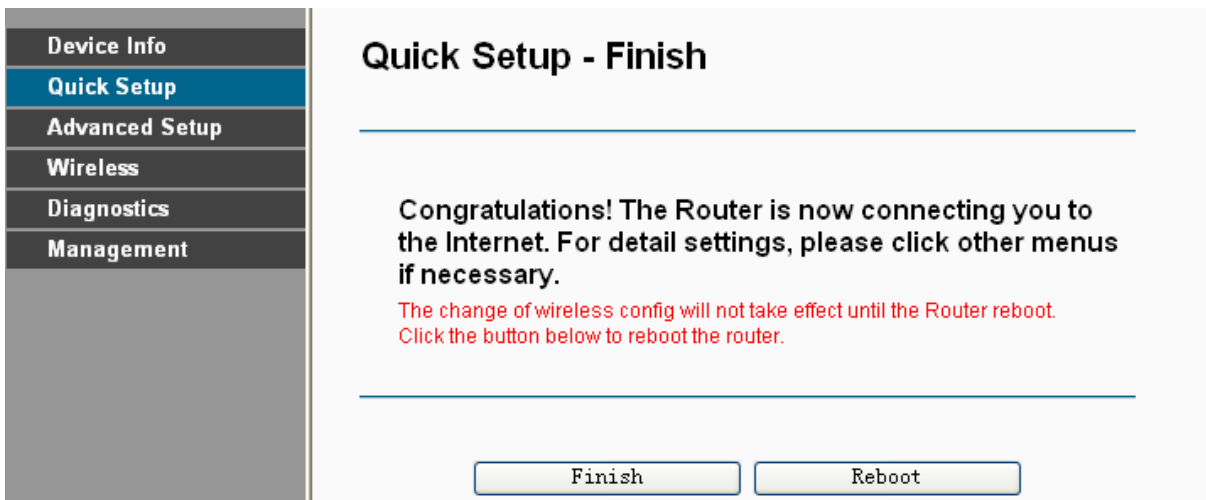 Device Info
Quick Setup
Advanced Setup
Wireless
Diagnostics
Management
Quick Setup - Finish
Congratulations! The Router is now connecting you to
the Internet. For detail settings, please click other menus
if necessary.
The change of wireless config will not take effect until the Router reboot.
Click the button below to reboot the router.
Finish
Reboot